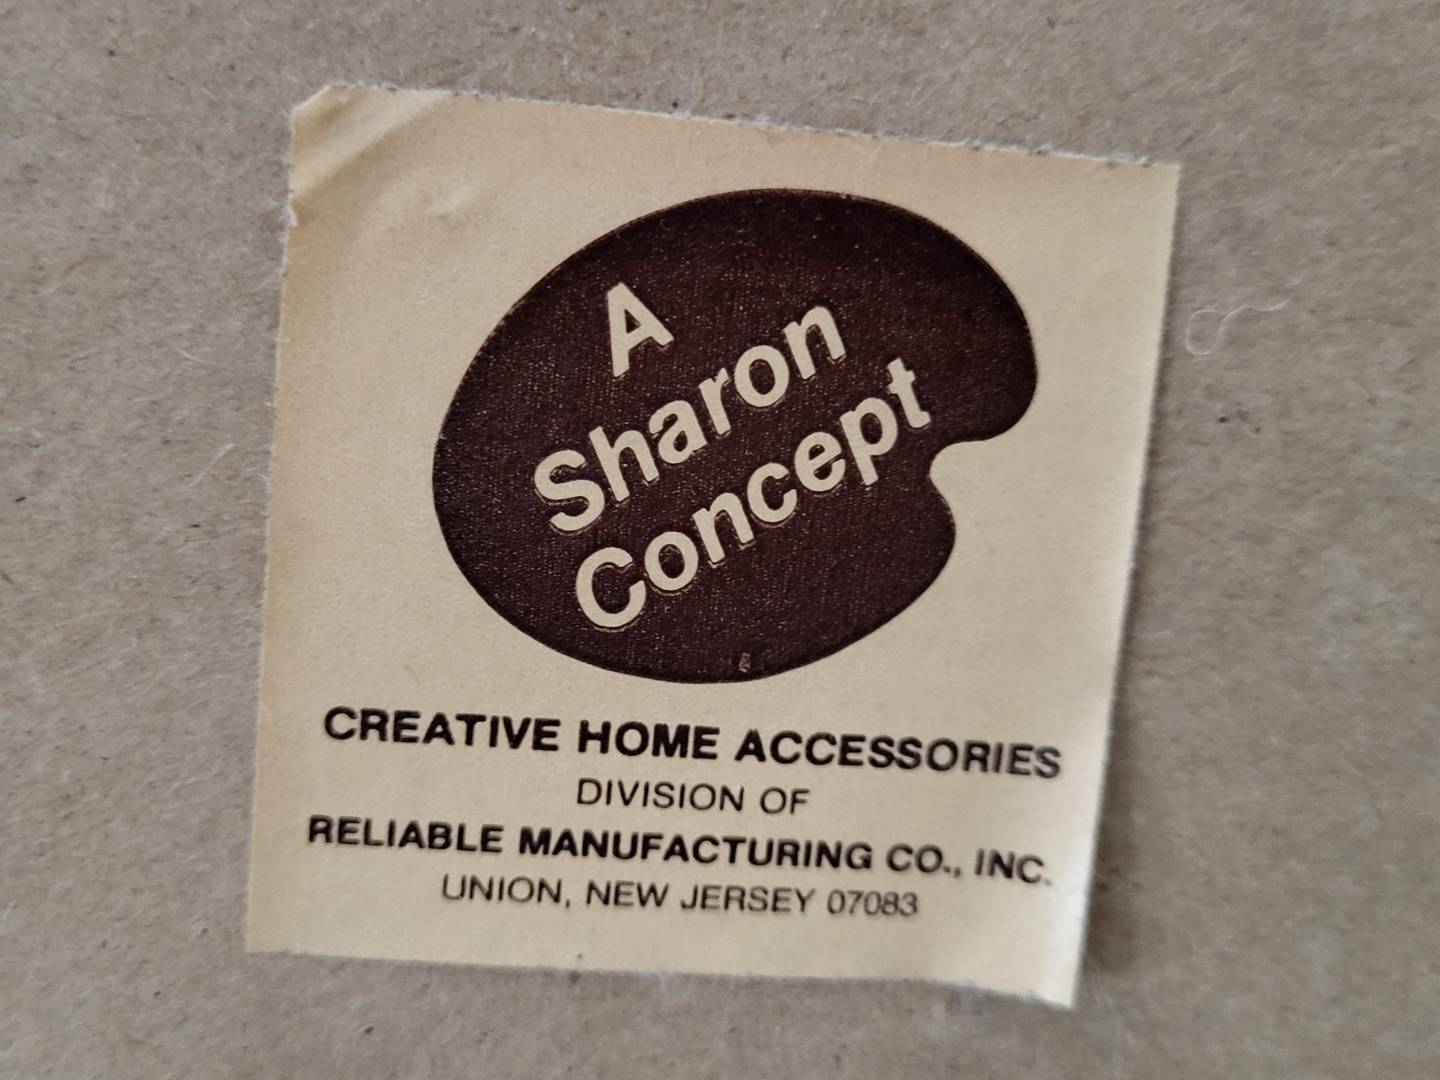 A
Sharon
Concept
CREATIVE HOME ACCESSORIES
DIVISION OF
RELIABLE MANUFACTURING CO., INC.
UNION, NEW JERSEY 07083